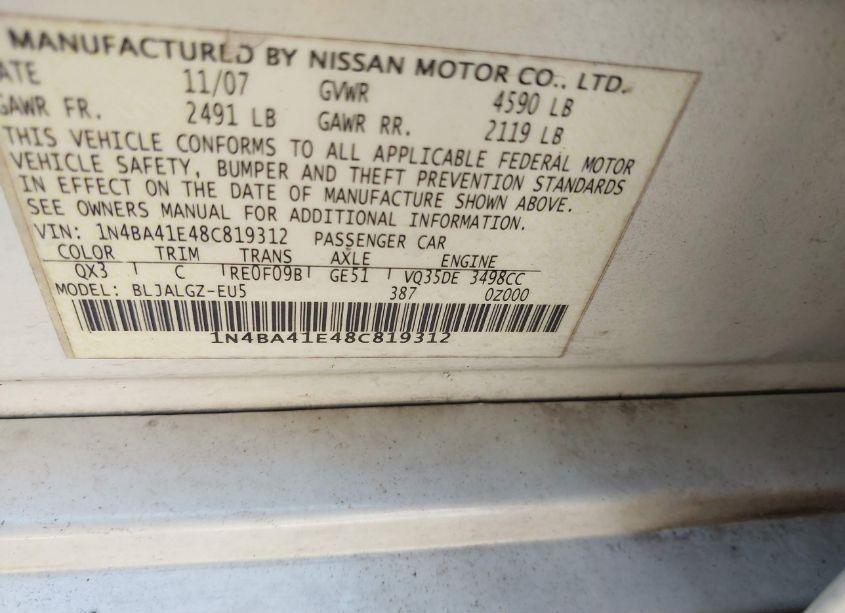 MANUFACTURED BY NISSAN MOTOR CO., LTD.
ATE 11/07 GVWR 4590 LB
GAWR FR. 2491 LB GAWR RR. 2119 LB
THIS VEHICLE CONFORMS TO ALL APPLICABLE FEDERAL MOTOR
VEHICLE SAFETY, BUMPER AND THEFT PREVENTION STANDARDS
IN EFFECT ON THE DATE OF MANUFACTURE SHOWN ABOVE.
SEE OWNERS MANUAL FOR ADDITIONAL INFORMATION.
VIN: 1N4BA41E48C819312 PASSENGER CAR
COLOR TRIM TRANS AXLE ENGINE
QX3 C RE0F09B GE51 VQ35DE 3498CC
MODEL: BLJALGZ-EU5 387 0Z000
1N4BA41E48C819312